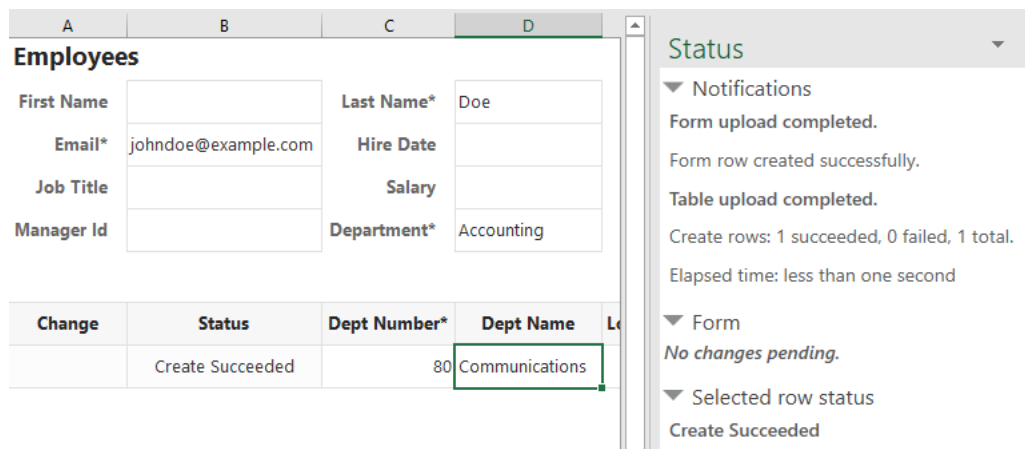 A B C D
Employees
First Name Last Name* Doe
Email* johndoe@example.com Hire Date
Job Title Salary
Manager Id Department* Accounting
Change Status Dept Number* Dept Name
Create Succeeded 80 Communications
Status
Notifications
Form upload completed.
Form row created successfully.
Table upload completed.
Create rows: 1 succeeded, 0 failed, 1 total.
Elapsed time: less than one second
Form
No changes pending.
Selected row status
Create Succeeded